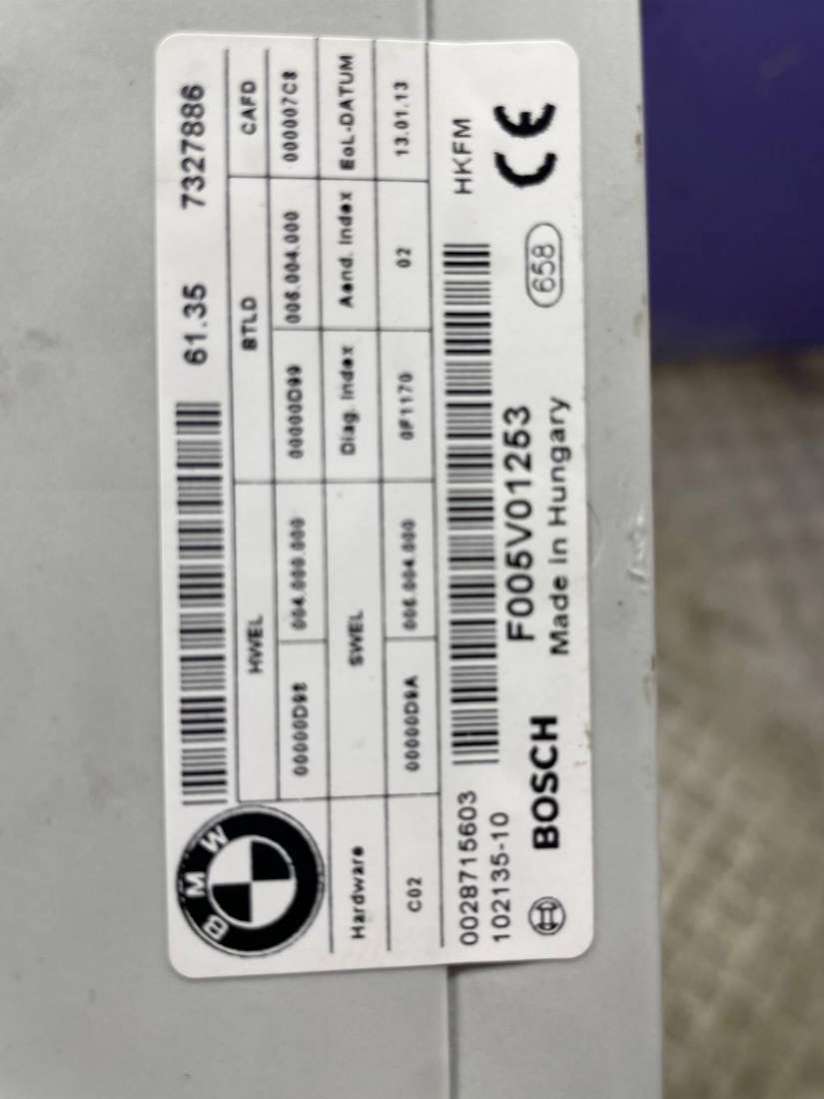 BMW
61.35 7327886
HWEL BTLD CAFD
00000D98 004.000.000 00000D99 006.004.000 000007C8
Hardware SWEL Diag. Index Aend. Index EoL-DATUM
C02 00000D9A 006.004.000 0F1170 02 13.01.13
0028715603 HKFM
102135-10
BOSCH F005V01253 658 CE
Made in Hungary